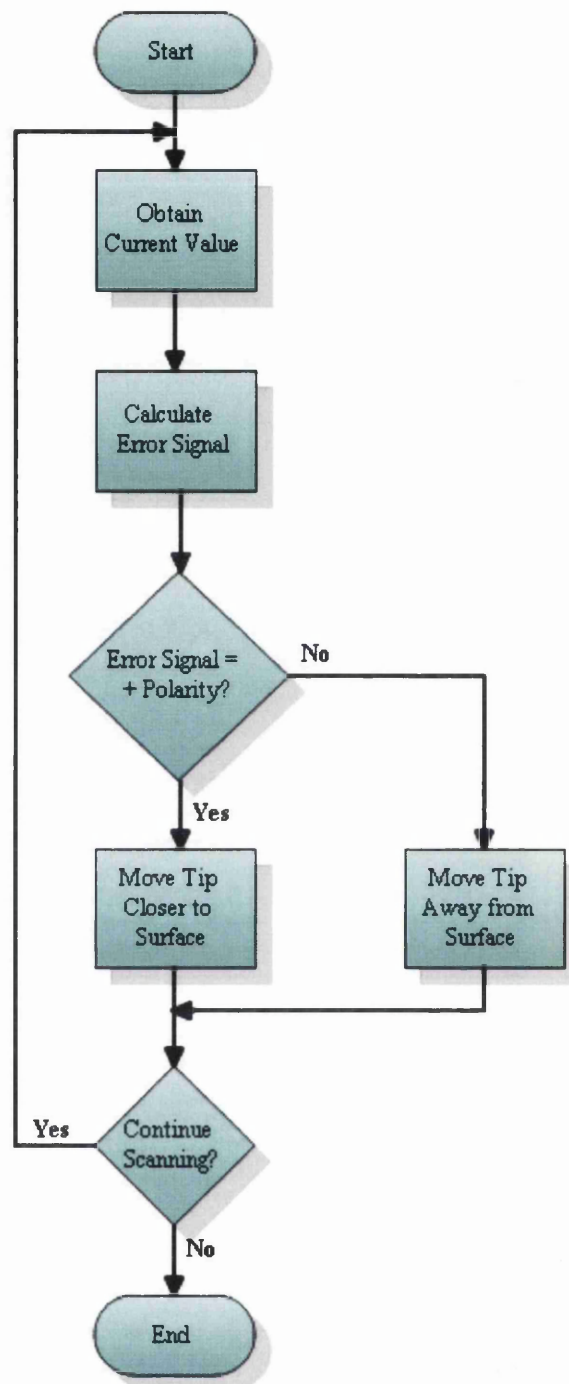 Start
Obtain
Current Value
Calculate
Error Signal
Error Signal =
+ Polarity?
No
Yes
Move Tip
Closer to
Surface
Move Tip
Away from
Surface
Continue
Scanning?
Yes
No
End